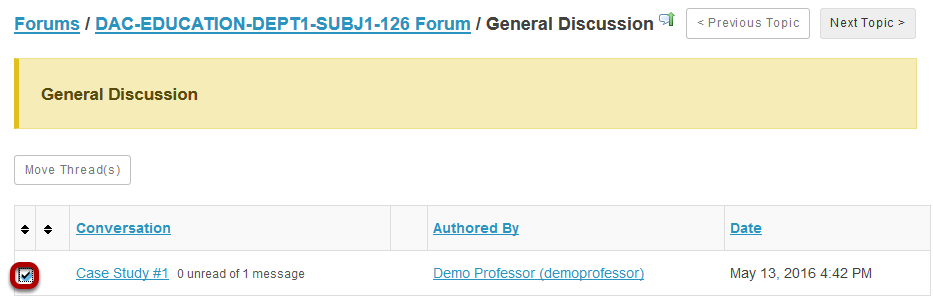 Forums / DAC-EDUCATION-DEPT1-SUBJ1-126 Forum / General Discussion < Previous Topic Next Topic >
General Discussion
Move Thread(s)
Conversation Authored By Date
Case Study #1 0 unread of 1 message Demo Professor (demoprofessor) May 13, 2016 4:42 PM